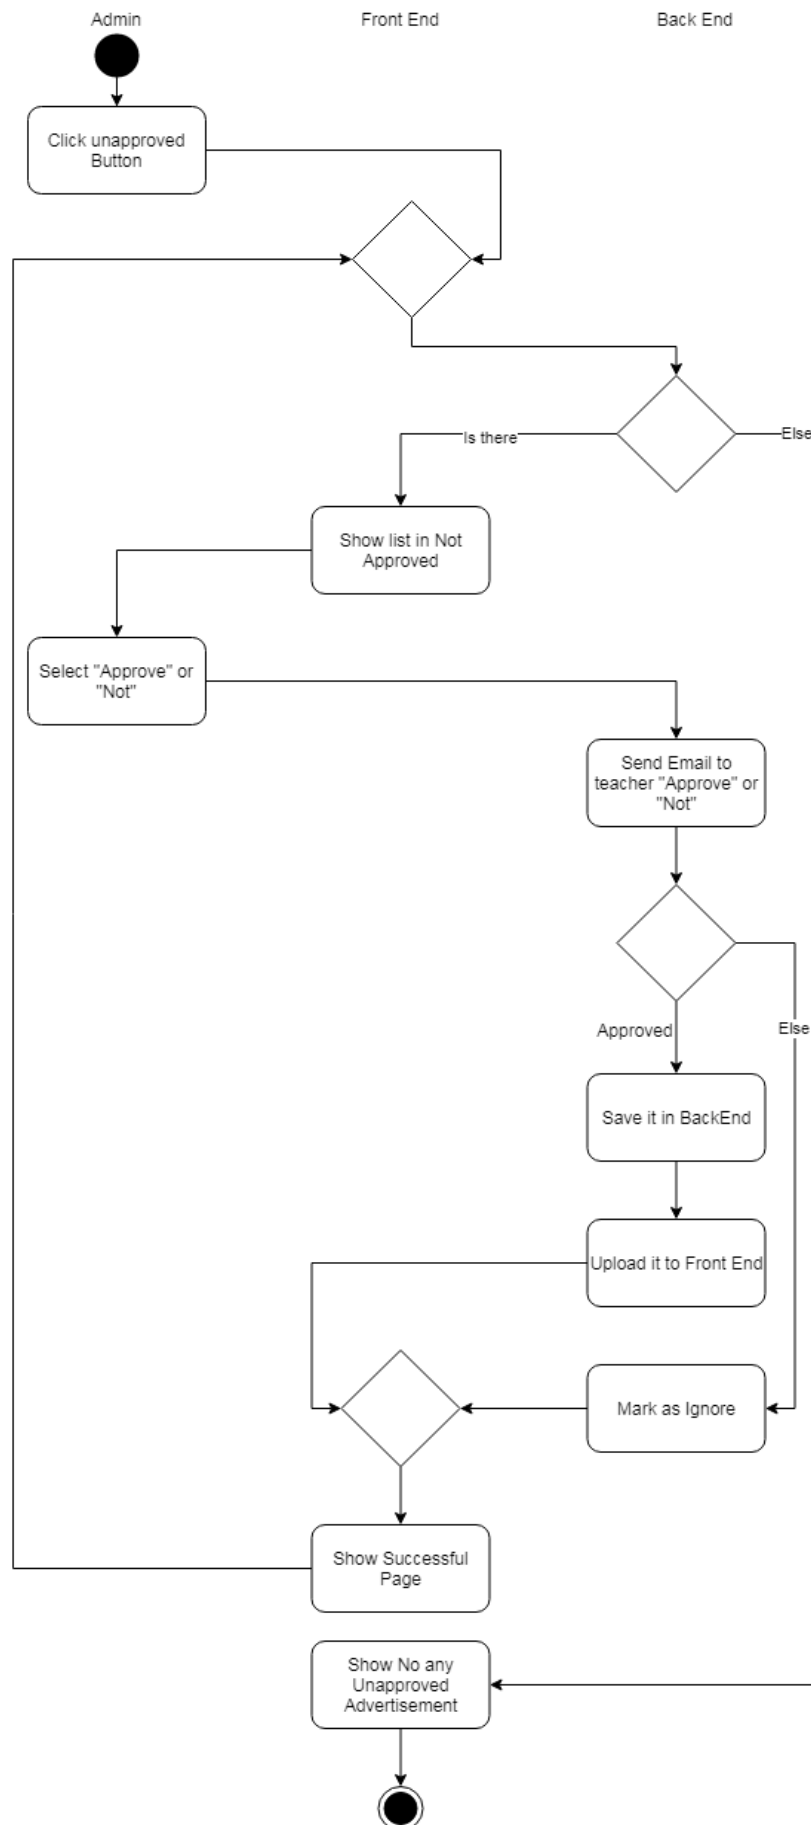 Admin
Front End
Back End
Click unapproved
Button
Is there
Else
Show list in Not
Approved
Select "Approve" or
"Not"
Send Email to
teacher "Approve" or
"Not"
Approved
Else
Save it in BackEnd
Upload it to Front End
Mark as Ignore
Show Successful
Page
Show No any
Unapproved
Advertisement